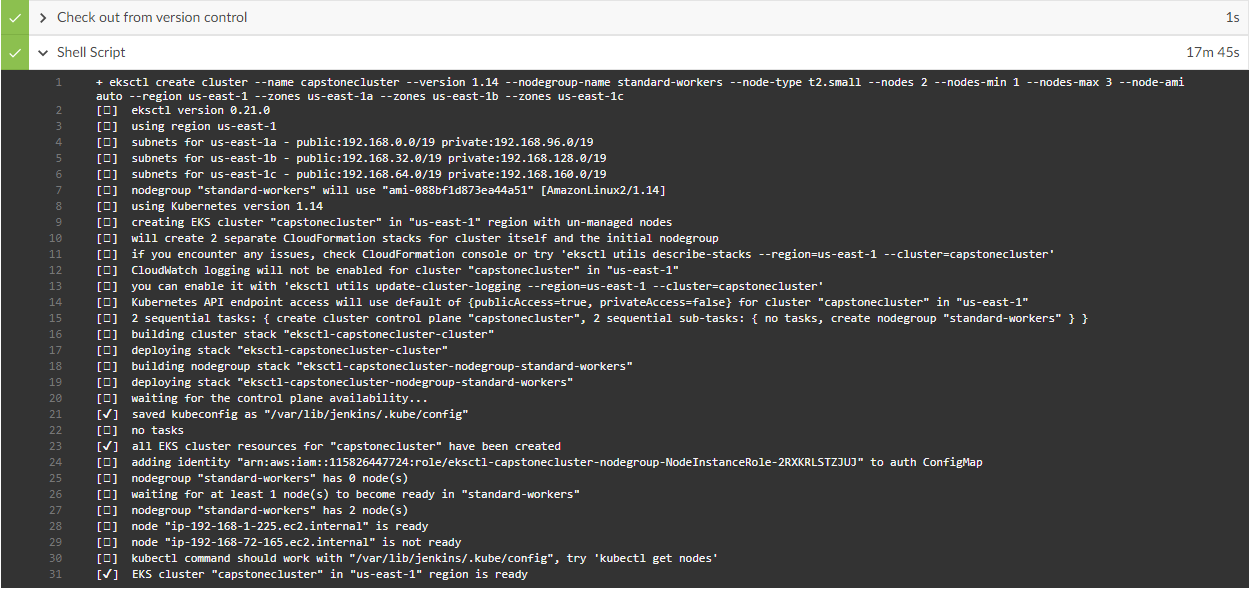 Check out from version control 1s
Shell Script 17m 45s
1 + eksctl create cluster --name capstonecluster --version 1.14 --nodegroup-name standard-workers --node-type t2.small --nodes 2 --nodes-min 1 --nodes-max 3 --node-ami
auto --region us-east-1 --zones us-east-1a --zones us-east-1b --zones us-east-1c
2 [▯] eksctl version 0.21.0
3 [▯] using region us-east-1
4 [▯] subnets for us-east-1a - public:192.168.0.0/19 private:192.168.96.0/19
5 [▯] subnets for us-east-1b - public:192.168.32.0/19 private:192.168.128.0/19
6 [▯] subnets for us-east-1c - public:192.168.64.0/19 private:192.168.160.0/19
7 [▯] nodegroup "standard-workers" will use "ami-088bf1d873ea44a51" [AmazonLinux2/1.14]
8 [▯] using Kubernetes version 1.14
9 [▯] creating EKS cluster "capstonecluster" in "us-east-1" region with un-managed nodes
10 [▯] will create 2 separate CloudFormation stacks for cluster itself and the initial nodegroup
11 [▯] if you encounter any issues, check CloudFormation console or try 'eksctl utils describe-stacks --region=us-east-1 --cluster=capstonecluster'
12 [▯] CloudWatch logging will not be enabled for cluster "capstonecluster" in "us-east-1"
13 [▯] you can enable it with 'eksctl utils update-cluster-logging --region=us-east-1 --cluster=capstonecluster'
14 [▯] Kubernetes API endpoint access will use default of {publicAccess=true, privateAccess=false} for cluster "capstonecluster" in "us-east-1"
15 [▯] 2 sequential tasks: { create cluster control plane "capstonecluster", 2 sequential sub-tasks: { no tasks, create nodegroup "standard-workers" } }
16 [▯] building cluster stack "eksctl-capstonecluster-cluster"
17 [▯] deploying stack "eksctl-capstonecluster-cluster"
18 [▯] building nodegroup stack "eksctl-capstonecluster-nodegroup-standard-workers"
19 [▯] deploying stack "eksctl-capstonecluster-nodegroup-standard-workers"
20 [▯] waiting for the control plane availability...
21 [✔] saved kubeconfig as "/var/lib/jenkins/.kube/config"
22 [▯] no tasks
23 [✔] all EKS cluster resources for "capstonecluster" have been created
24 [▯] adding identity "arn:aws:iam::115826447724:role/eksctl-capstonecluster-nodegroup-NodeInstanceRole-2RXKRLSTZJUJ" to auth ConfigMap
25 [▯] nodegroup "standard-workers" has 0 node(s)
26 [▯] waiting for at least 1 node(s) to become ready in "standard-workers"
27 [▯] nodegroup "standard-workers" has 2 node(s)
28 [▯] node "ip-192-168-1-225.ec2.internal" is ready
29 [▯] node "ip-192-168-72-165.ec2.internal" is not ready
30 [▯] kubectl command should work with "/var/lib/jenkins/.kube/config", try 'kubectl get nodes'
31 [✔] EKS cluster "capstonecluster" in "us-east-1" region is ready